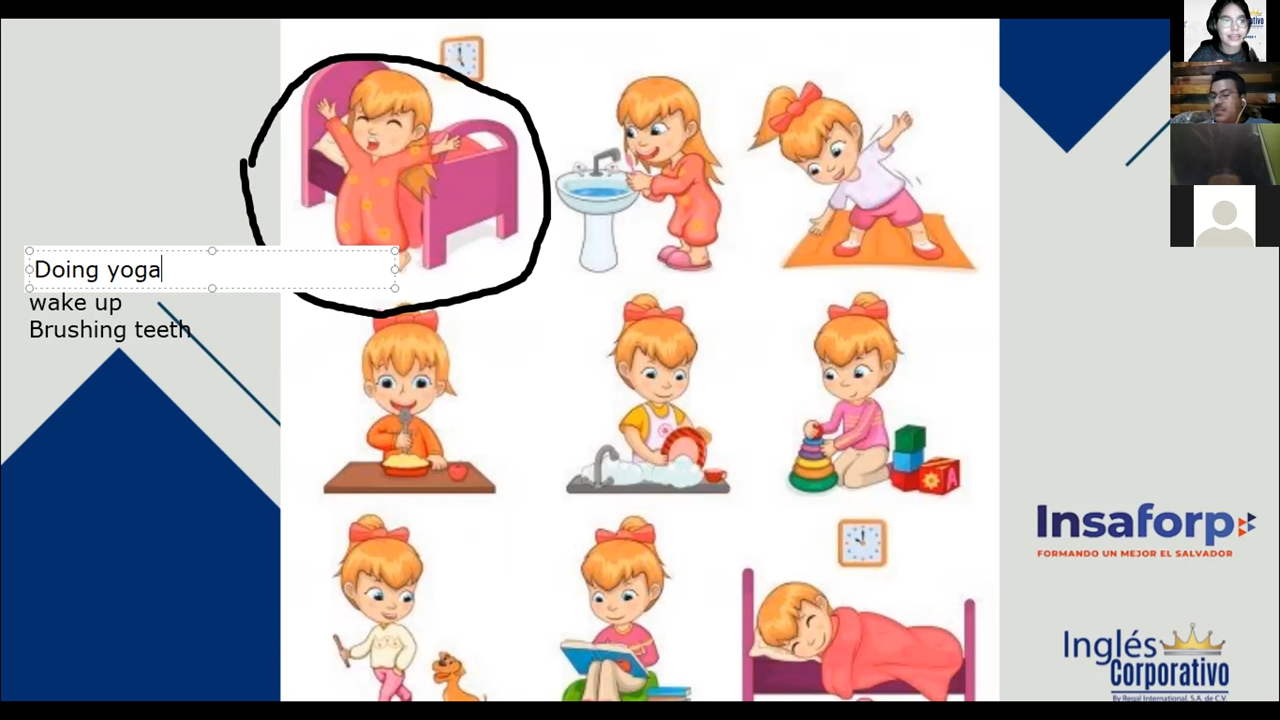 Doing yoga
wake up
Brushing teeth
A
Insaforp
FORMANDO UN MEJOR EL SALVADOR
Inglés
Corporativo
By Regal International, S.A. de C.V.